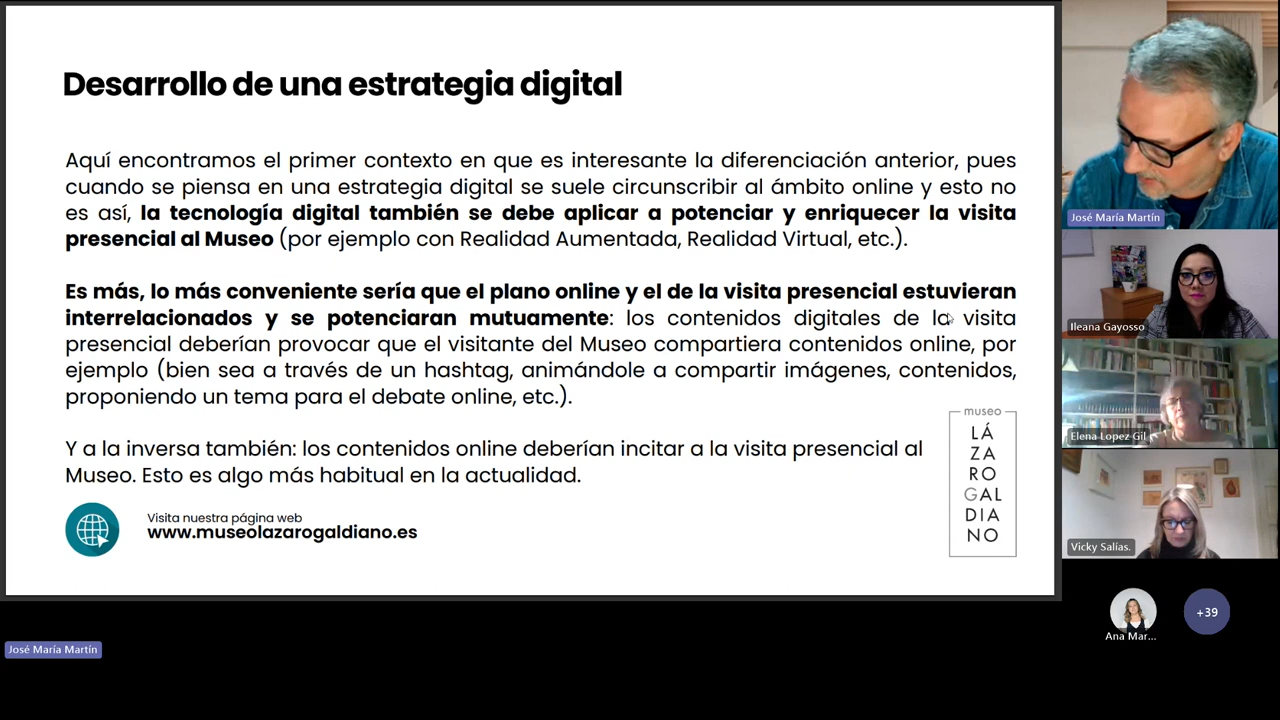 Desarrollo de una estrategia digital
Aquí encontramos el primer contexto en que es interesante la diferenciación anterior, pues
cuando se piensa en una estrategia digital se suele circunscribir al ámbito online y esto no
es así, la tecnología digital también se debe aplicar a potenciar y enriquecer la visita
presencial al Museo (por ejemplo con Realidad Aumentada, Realidad Virtual, etc.).
Es más, lo más conveniente sería que el plano online y el de la visita presencial estuvieran
interrelacionados y se potenciaran mutuamente: los contenidos digitales de la visita
presencial deberían provocar que el visitante del Museo compartiera contenidos online, por
ejemplo (bien sea a través de un hashtag, animándole a compartir imágenes, contenidos,
proponiendo un tema para el debate online, etc.).
Y a la inversa también: los contenidos online deberían incitar a la visita presencial al
Museo. Esto es algo más habitual en la actualidad.
Visita nuestra página web
www.museolazarogaldiano.es
museo
LÁ
ZA
RO
GAL
DIA
NO
José María Martín
José María Martín
Ileana Gayosso
Elena Lopez Gil
Vicky Salías.
Ana Mar...
+39